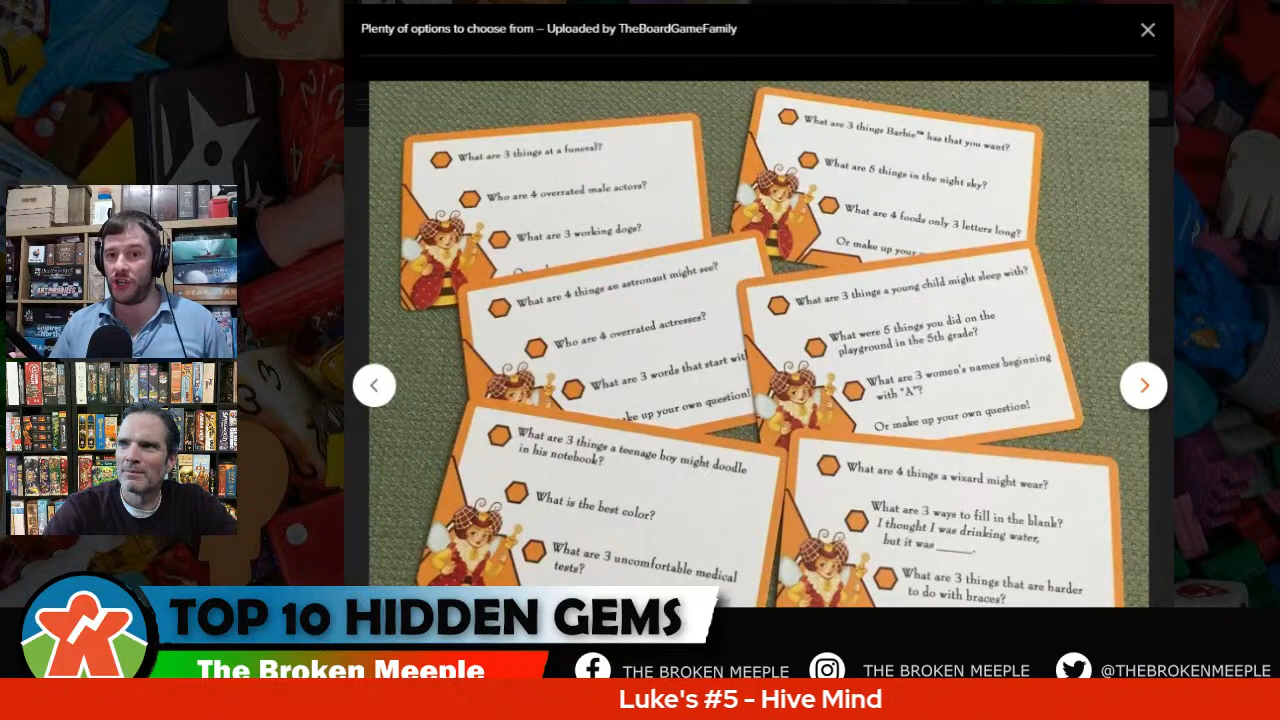 Plenty of options to choose from – Uploaded by TheBoardGameFamily
What are 3 things at a funeral?
Who are 4 overrated male actors?
What are 3 working dogs?
What are 3 things Barbie™ has that you want?
What are 5 things in the night sky?
What are 4 foods only 3 letters long?
Or make up your
What are 4 things an astronaut might see?
Who are 4 overrated actresses?
What are 3 words that start wit
ke up your own question!
What are 3 things a young child might sleep with?
What were 5 things you did on the
playground in the 5th grade?
What are 3 women's names beginning
with "A"?
Or make up your own question!
What are 3 things a teenage boy might doodle
in his notebook?
What is the best color?
What are 3 uncomfortable medical
tests?
What are 4 things a wizard might wear?
What are 3 ways to fill in the blank?
I thought I was drinking water,
but it was _____.
What are 3 things that are harder
to do with braces?
TOP 10 HIDDEN GEMS
The Broken Meeple
THE BROKEN MEEPLE
THE BROKEN MEEPLE
@THEBROKENMEEPLE
Luke's #5 - Hive Mind